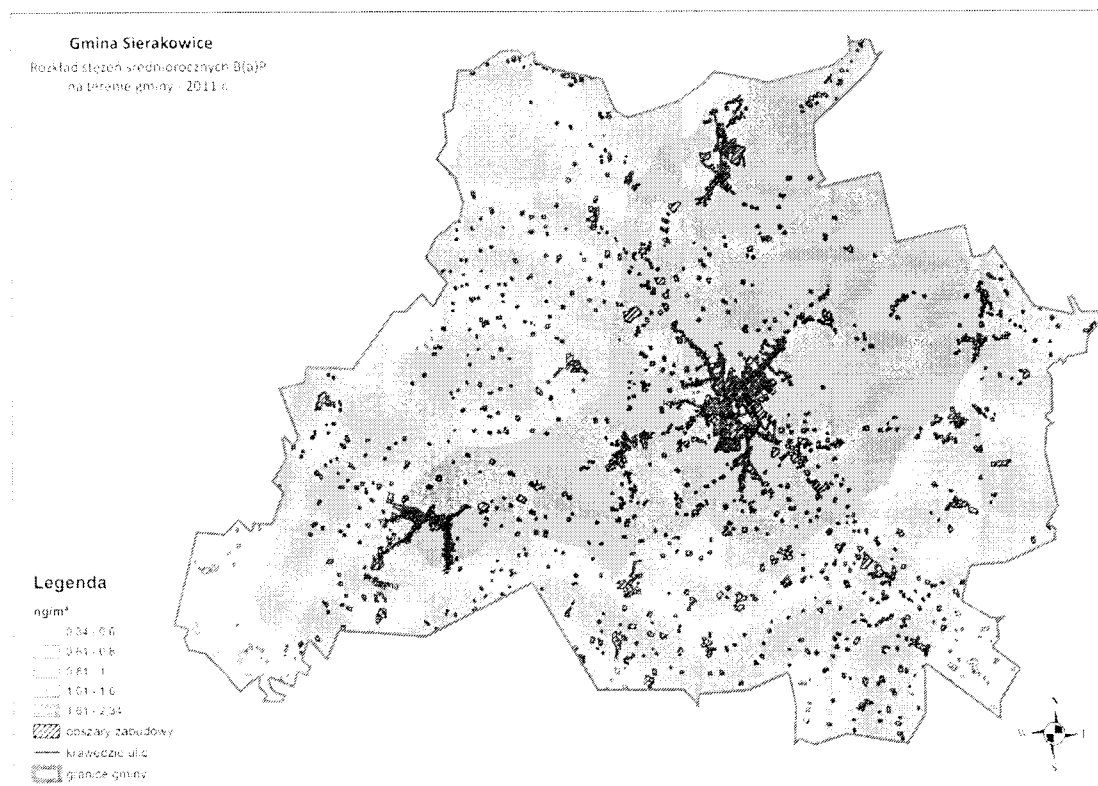 Gmina Sierakowice
Rozkład stężeń średniorocznych B(a)P
na terenie gminy - 2011 r.
Legenda
ng/m³
0,34 - 0,6
0,61 - 0,8
0,81 - 1
1,01 - 1,6
1,61 - 2,34
obszary zabudowy
krawędzie ulic
granice gminy
N
W
S